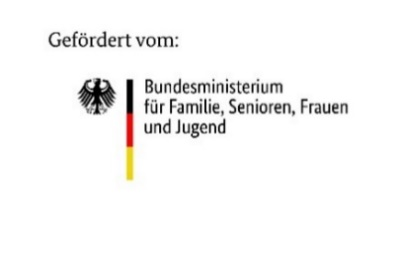 Gefördert vom:
Bundesministerium
für Familie, Senioren, Frauen
und Jugend